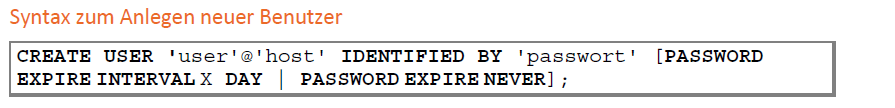 Syntax zum Anlegen neuer Benutzer
CREATE USER 'user'@'host' IDENTIFIED BY 'passwort' [PASSWORD
EXPIRE INTERVAL X DAY | PASSWORD EXPIRE NEVER];